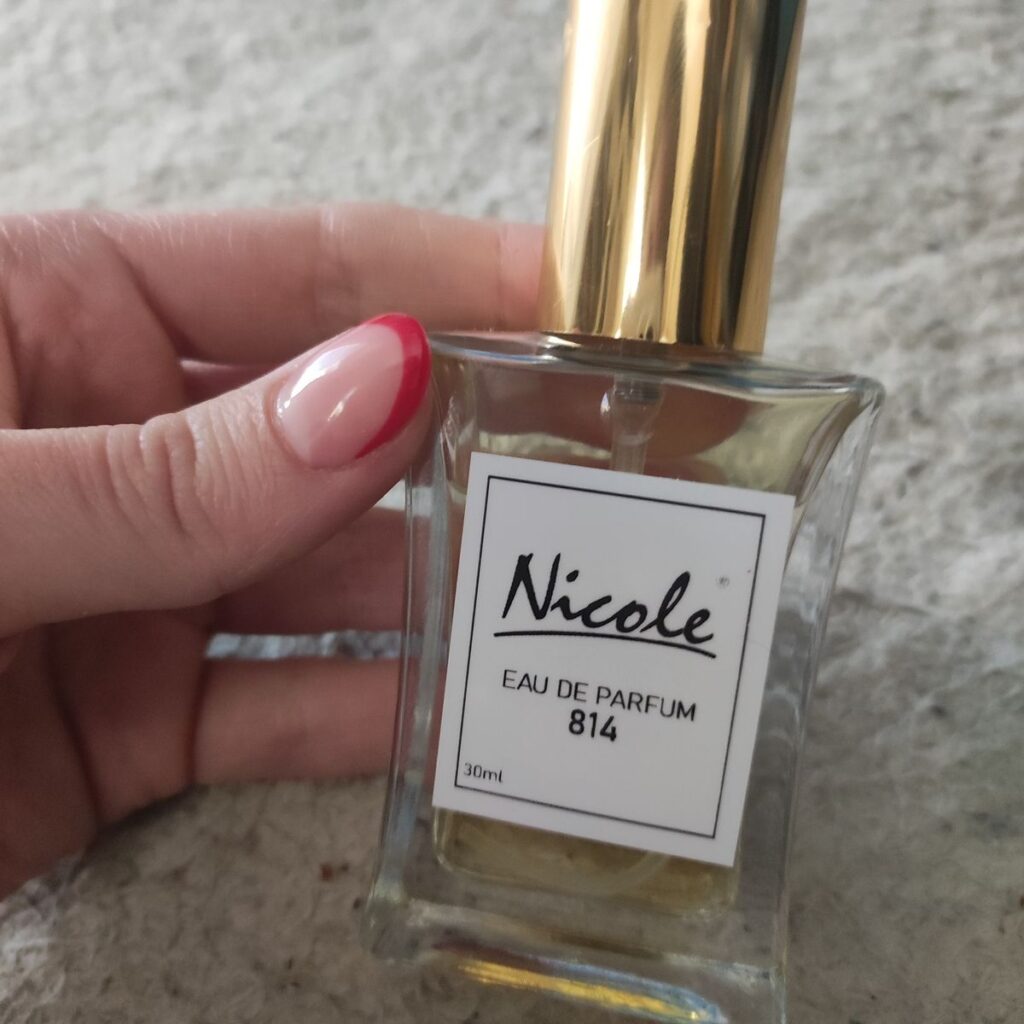 Nicole®
EAU DE PARFUM
814
30ml